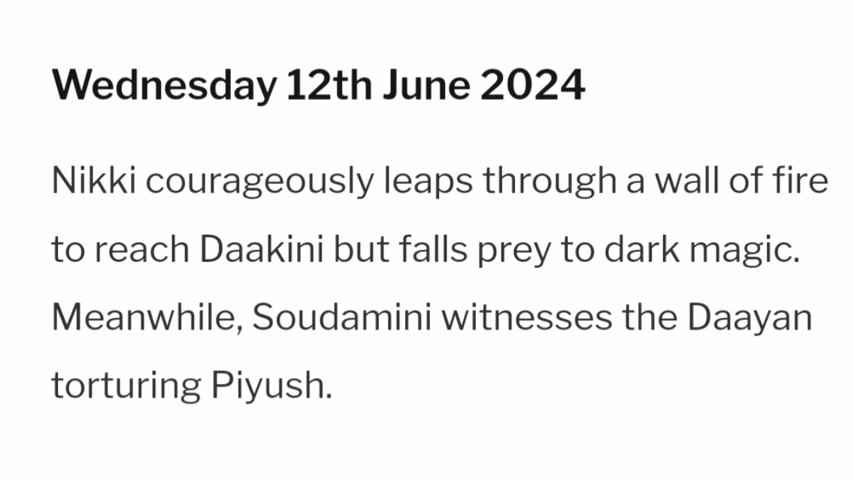 Wednesday 12th June 2024
Nikki courageously leaps through a wall of fire
to reach Daakini but falls prey to dark magic.
Meanwhile, Soudamini witnesses the Daayan
torturing Piyush.